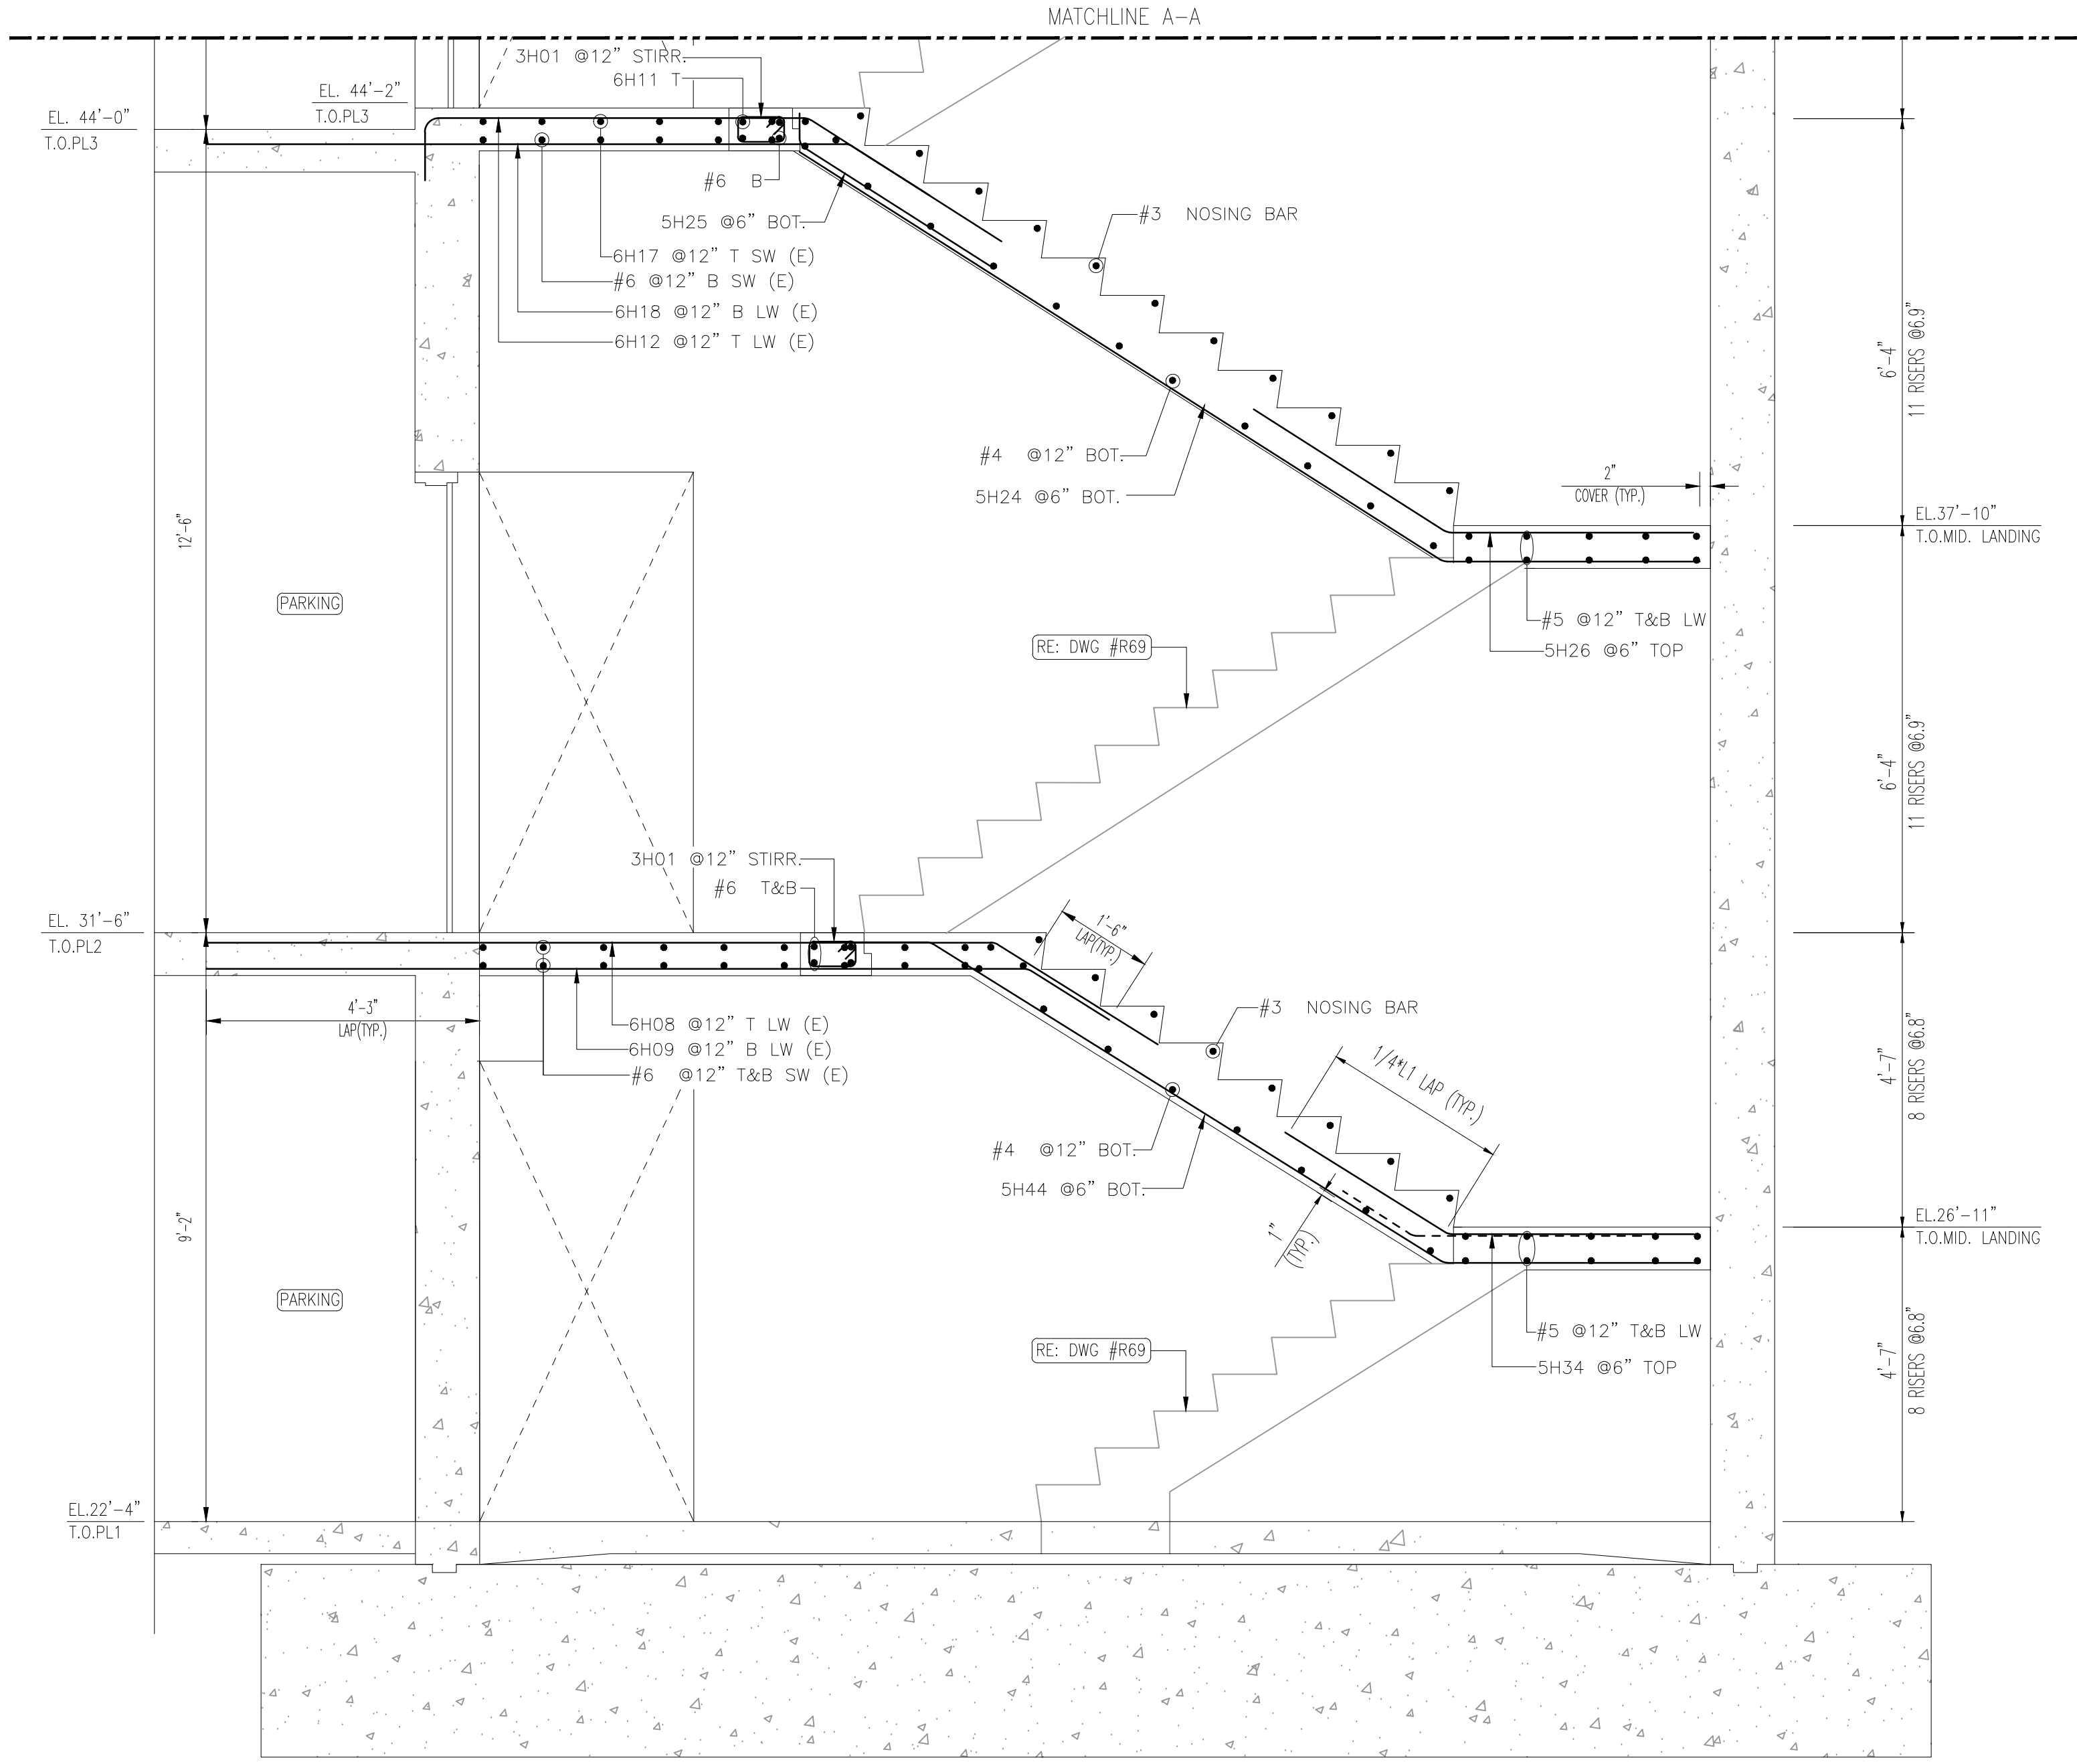 MATCHLINE A-A
3H01 @12" STIRR.
6H11 T
EL. 44'-2"
T.O.PL3
EL. 44'-0"
T.O.PL3
#6 B
5H25 @6" BOT.
#3 NOSING BAR
6H17 @12" T SW (E)
#6 @12" B SW (E)
6H18 @12" B LW (E)
6H12 @12" T LW (E)
6'-4"
11 RISERS @6.9"
#4 @12" BOT.
5H24 @6" BOT.
2"
COVER (TYP.)
EL.37'-10"
T.O.MID. LANDING
12'-6"
PARKING
#5 @12" T&B LW
5H26 @6" TOP
RE: DWG #R69
6'-4"
11 RISERS @6.9"
3H01 @12" STIRR.
#6 T&B
EL. 31'-6"
T.O.PL2
1'-6"
LAP(TYP.)
4'-3"
LAP(TYP.)
6H08 @12" T LW (E)
6H09 @12" B LW (E)
#6 @12" T&B SW (E)
#3 NOSING BAR
1/4*L1 LAP (TYP.)
4'-7"
8 RISERS @6.8"
#4 @12" BOT.
5H44 @6" BOT.
1"
(TYP.)
EL.26'-11"
T.O.MID. LANDING
9'-2"
PARKING
#5 @12" T&B LW
5H34 @6" TOP
RE: DWG #R69
4'-7"
8 RISERS @6.8"
EL.22'-4"
T.O.PL1